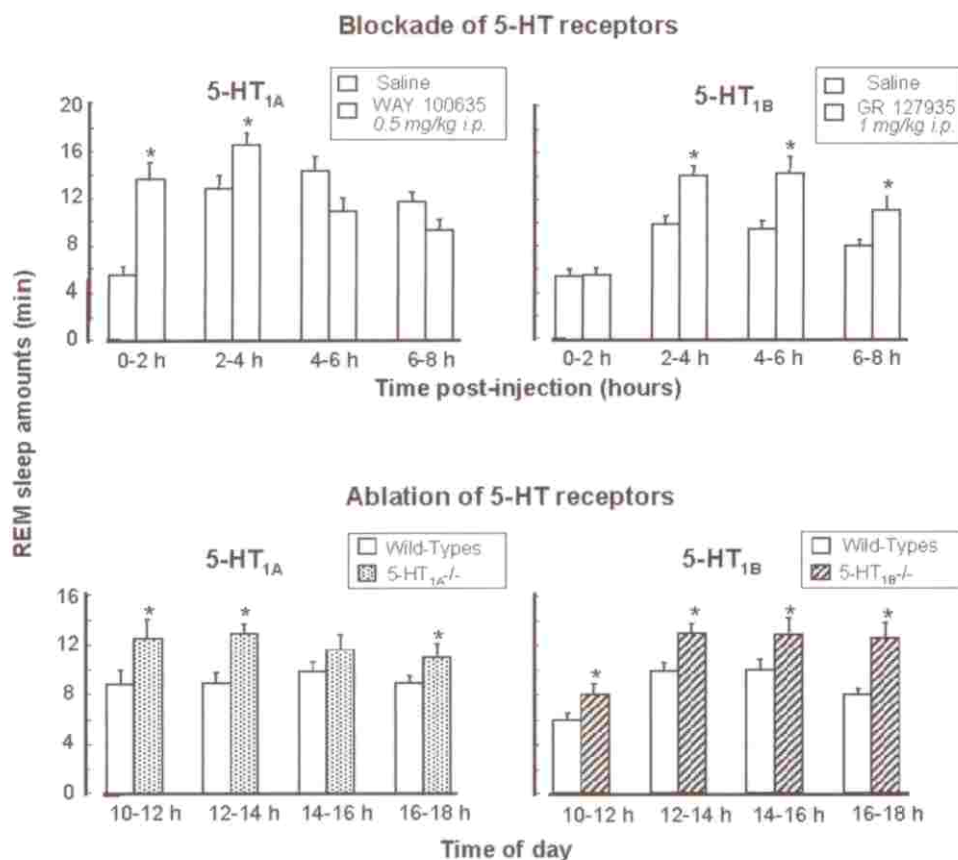 Blockade of 5-HT receptors
5-HT1A
Saline
WAY 100635
0.5 mg/kg i.p.
5-HT1B
Saline
GR 127935
1 mg/kg i.p.
20
16
12
8
4
0
*
*
*
*
*
0-2 h
2-4 h
4-6 h
6-8 h
0-2 h
2-4 h
4-6 h
6-8 h
Time post-injection (hours)
REM sleep amounts (min)
Ablation of 5-HT receptors
5-HT1A
Wild-Types
5-HT1A-/-
5-HT1B
Wild-Types
5-HT1B-/-
16
12
8
4
0
*
*
*
*
*
*
*
10-12 h
12-14 h
14-16 h
16-18 h
10-12 h
12-14 h
14-16 h
16-18 h
Time of day